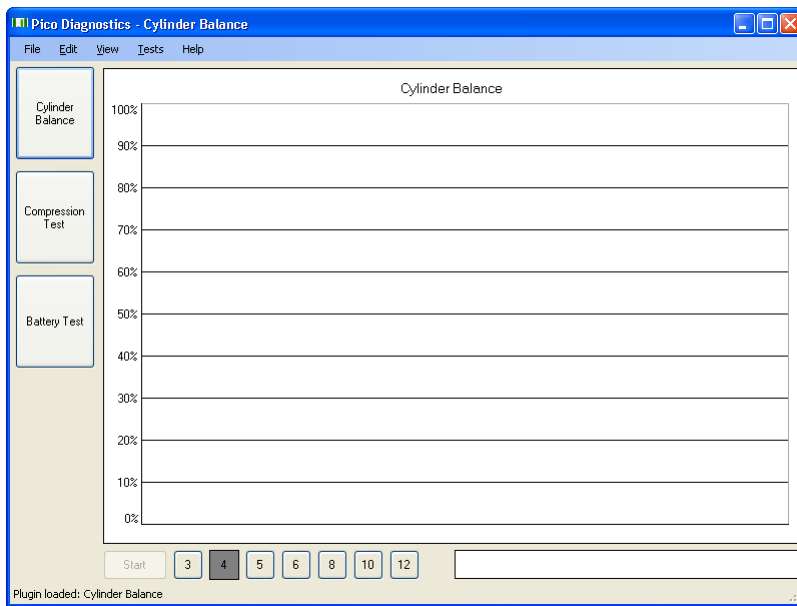 Pico Diagnostics - Cylinder Balance
File Edit View Tests Help
Cylinder
Balance
Compression
Test
Battery Test
Cylinder Balance
100%
90%
80%
70%
60%
50%
40%
30%
20%
10%
0%
Start 3 4 5 6 8 10 12
Plugin loaded: Cylinder Balance